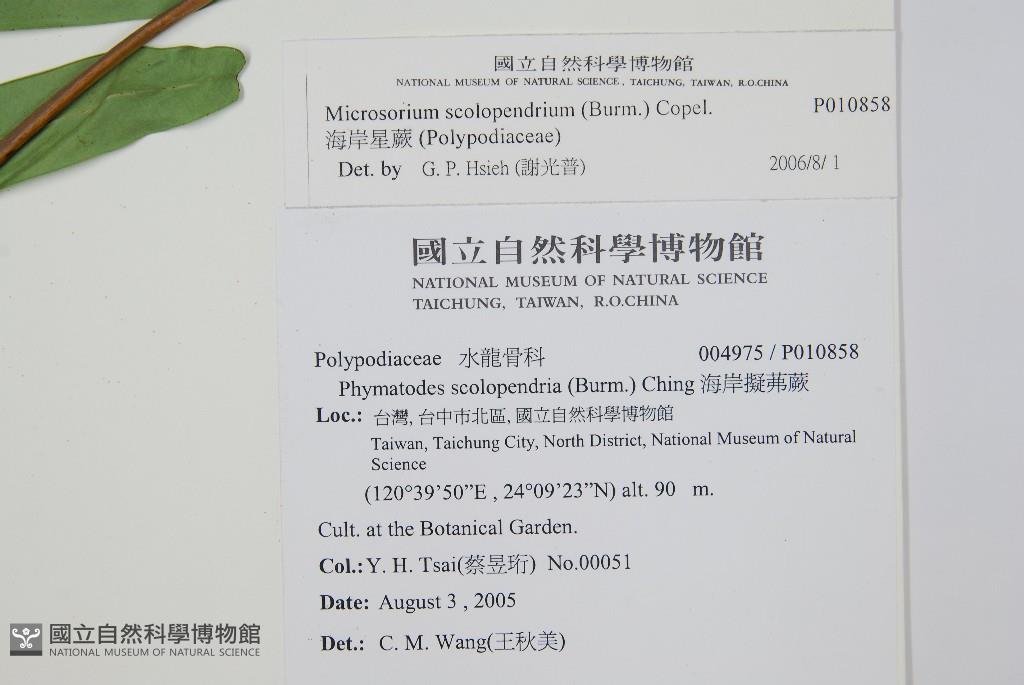 國立自然科學博物館
NATIONAL MUSEUM OF NATURAL SCIENCE, TAICHUNG, TAIWAN, R.O.CHINA
Microsorium scolopendrium (Burm.) Copel. P010858
海岸星蕨 (Polypodiaceae)
Det. by G. P. Hsieh (謝光普) 2006/8/ 1
國立自然科學博物館
NATIONAL MUSEUM OF NATURAL SCIENCE
TAICHUNG, TAIWAN, R.O.CHINA
Polypodiaceae 水龍骨科 004975 / P010858
Phymatodes scolopendria (Burm.) Ching 海岸擬茀蕨
Loc.: 台灣, 台中市北區, 國立自然科學博物館
Taiwan, Taichung City, North District, National Museum of Natural
Science
(120°39’50”E , 24°09’23”N) alt. 90 m.
Cult. at the Botanical Garden.
Col.: Y. H. Tsai(蔡昱珩) No.00051
Date: August 3 , 2005
Det.: C. M. Wang(王秋美)
國立自然科學博物館
NATIONAL MUSEUM OF NATURAL SCIENCE